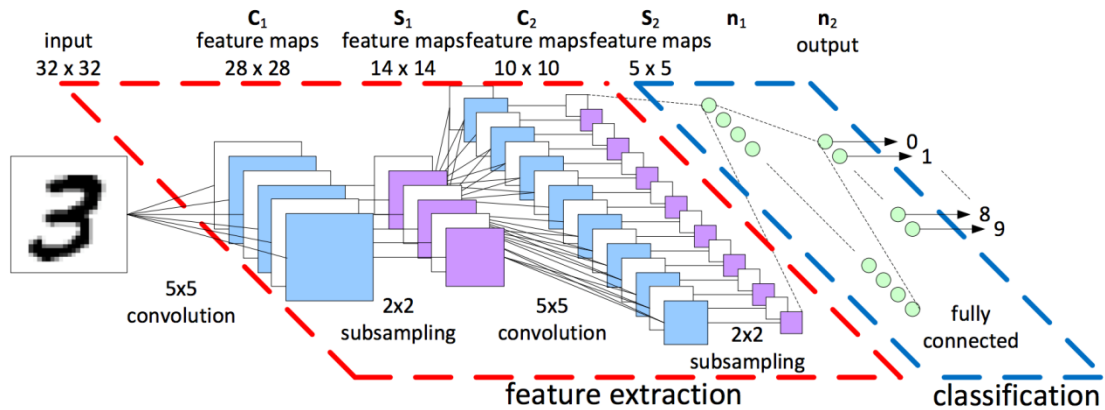 C1 S1 C2 S2 n1 n2
input feature maps feature maps feature maps feature maps output
32 x 32 28 x 28 14 x 14 10 x 10 5 x 5
0
1
3
8
9
5x5 2x2 5x5
convolution subsampling convolution
2x2 fully
subsampling connected
feature extraction classification